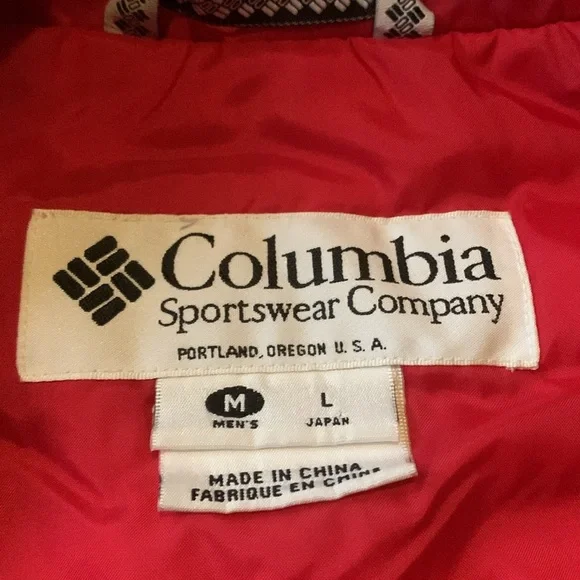 Columbia
Sportswear Company
PORTLAND, OREGON U. S. A.
M L
MEN'S JAPAN
MADE IN CHINA
FABRIQUE EN CHINE